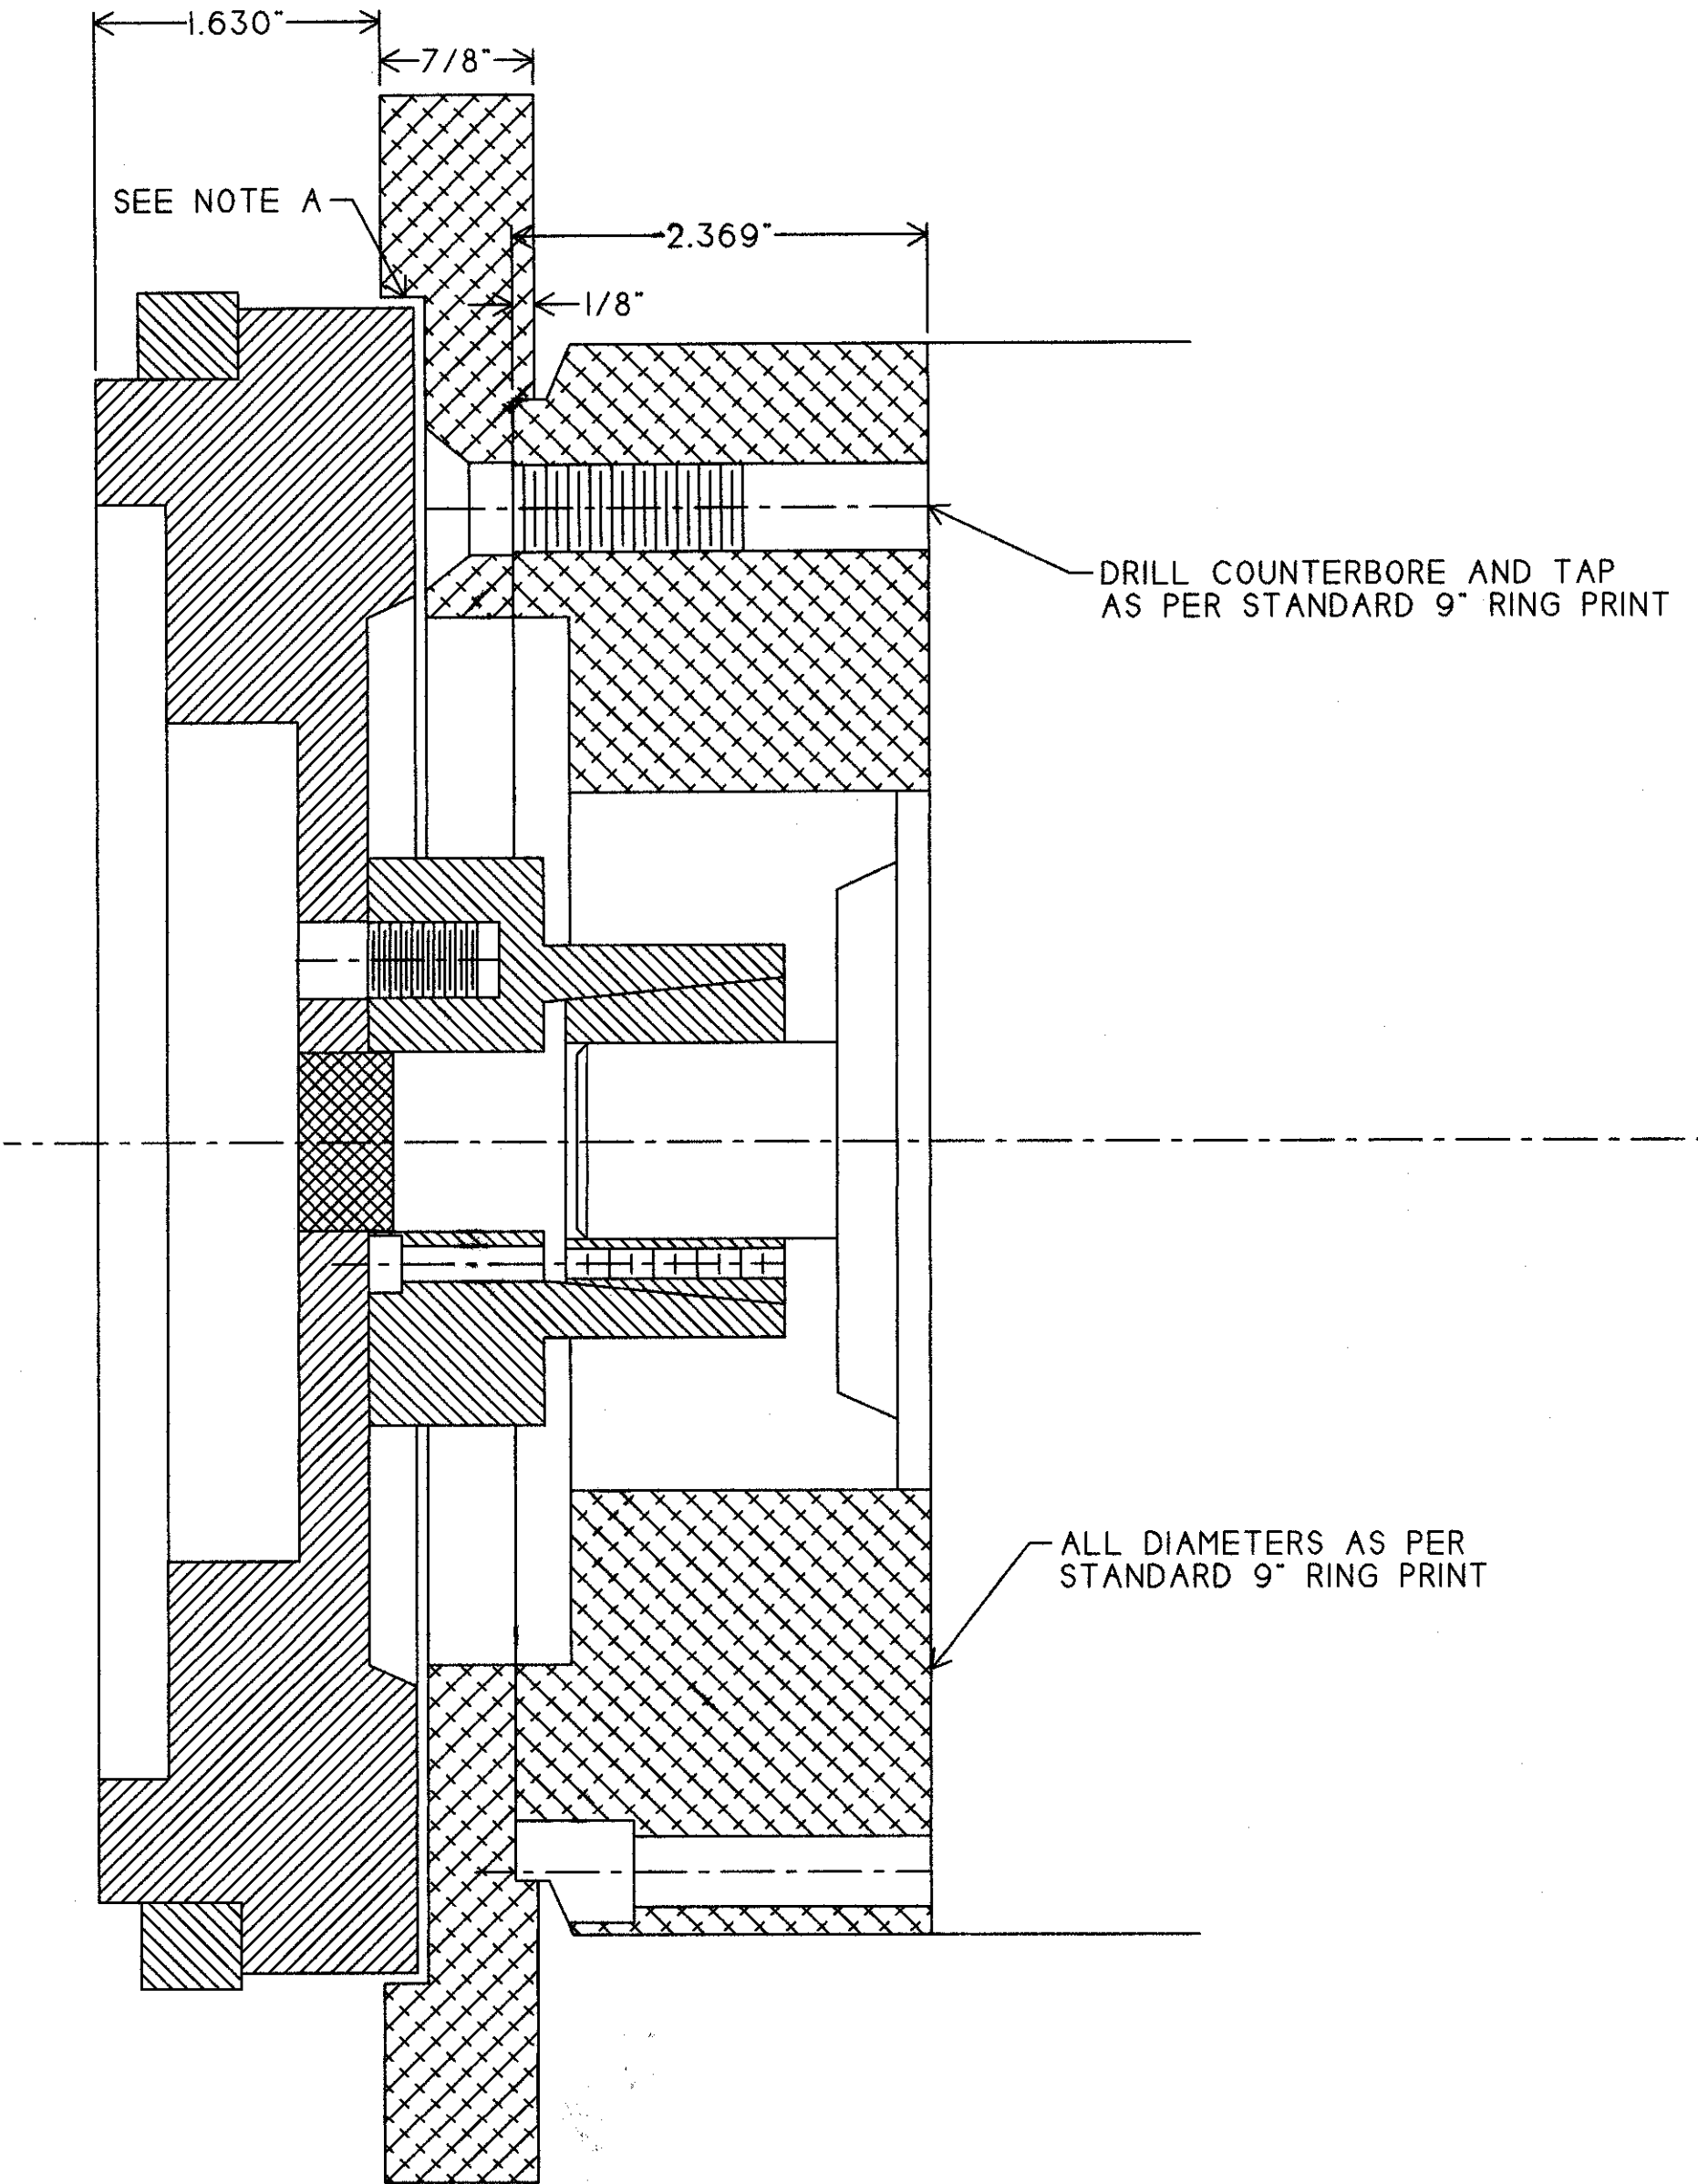 1.630"
7/8"
SEE NOTE A
2.369"
1/8"
DRILL COUNTERBORE AND TAP
AS PER STANDARD 9" RING PRINT
ALL DIAMETERS AS PER
STANDARD 9" RING PRINT